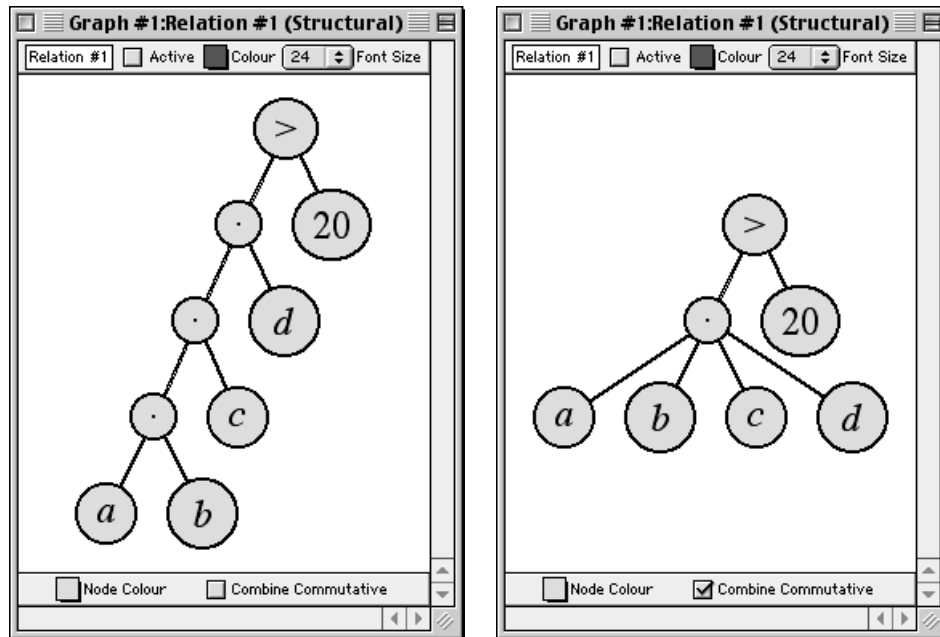 Graph #1:Relation #1 (Structural)
Relation #1 Active Colour 24 Font Size
>
· 20
· d
· c
a b
Node Colour Combine Commutative
Graph #1:Relation #1 (Structural)
Relation #1 Active Colour 24 Font Size
>
· 20
a b c d
Node Colour Combine Commutative